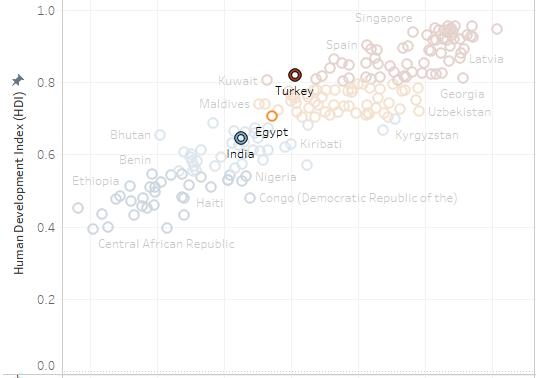 1.0
Singapore
Spain
Latvia
0.8
Kuwait
Turkey
Georgia
Maldives
Uzbekistan
Egypt
Bhutan
Kiribati
Kyrgyzstan
India
0.6
Benin
Ethiopia
Nigeria
Haiti
Congo (Democratic Republic of the)
0.4
Central African Republic
0.2
0.0
Human Development Index (HDI)